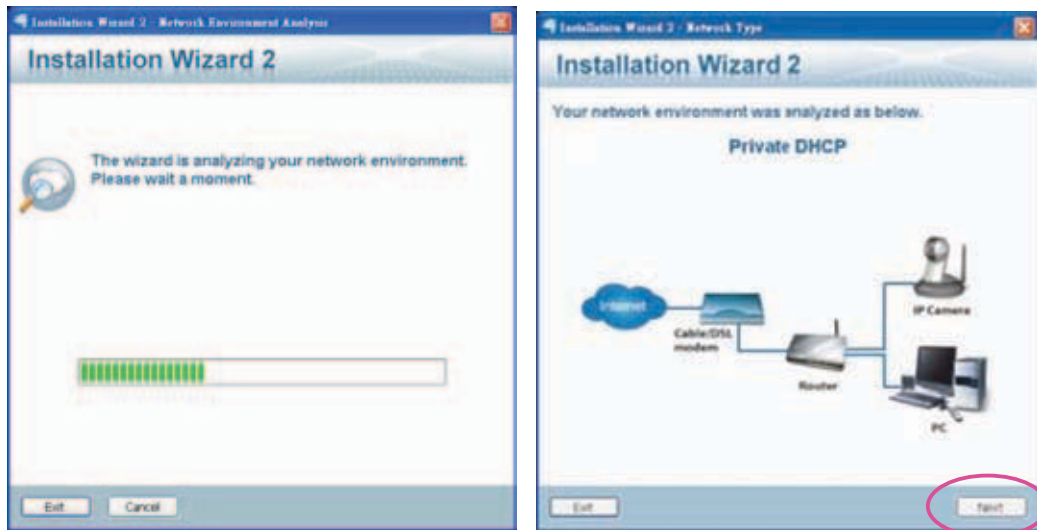 Installation Wizard 2 - Network Environment Analysis
Installation Wizard 2
The wizard is analyzing your network environment.
Please wait a moment.
Exit
Cancel
Installation Wizard 2 - Network Type
Installation Wizard 2
Your network environment was analyzed as below.
Private DHCP
Internet
Cable/DSL
modem
Router
IP Camera
PC
Exit
Next